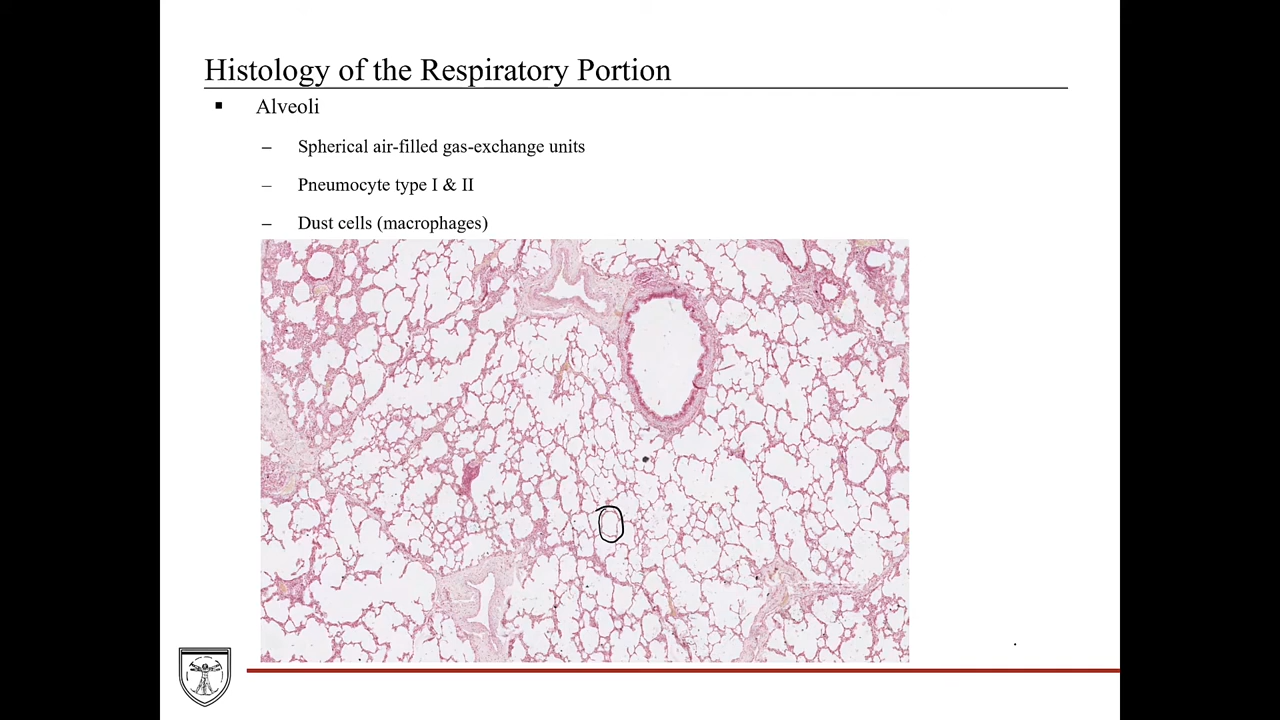 Histology of the Respiratory Portion
▪ Alveoli
– Spherical air-filled gas-exchange units
– Pneumocyte type I & II
– Dust cells (macrophages)